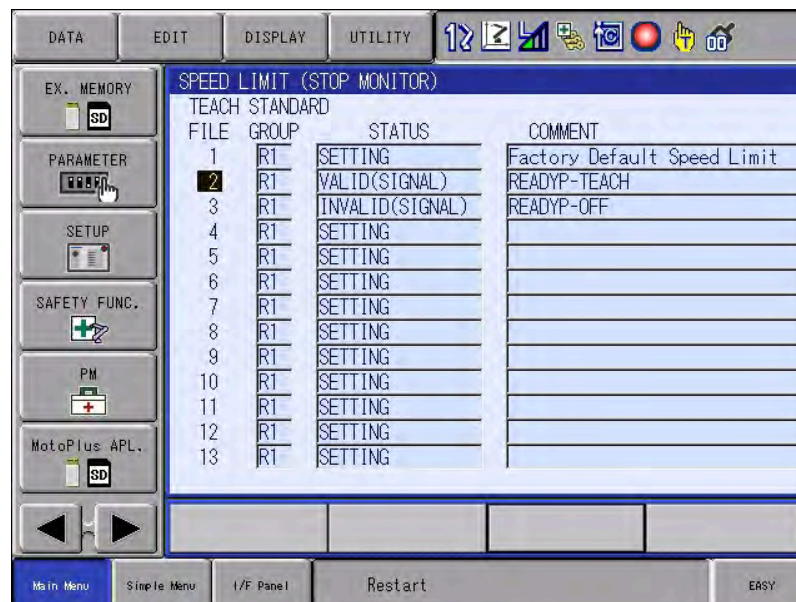 DATA EDIT DISPLAY UTILITY
EX. MEMORY
SD
PARAMETER
SETUP
SAFETY FUNC.
PM
MotoPlus APL.
SD
SPEED LIMIT (STOP MONITOR)
TEACH STANDARD
FILE GROUP STATUS COMMENT
1 R1 SETTING Factory Default Speed Limit
2 R1 VALID(SIGNAL) READYP-TEACH
3 R1 INVALID(SIGNAL) READYP-OFF
4 R1 SETTING
5 R1 SETTING
6 R1 SETTING
7 R1 SETTING
8 R1 SETTING
9 R1 SETTING
10 R1 SETTING
11 R1 SETTING
12 R1 SETTING
13 R1 SETTING
Main Menu Simple Menu I/F Panel Restart EASY